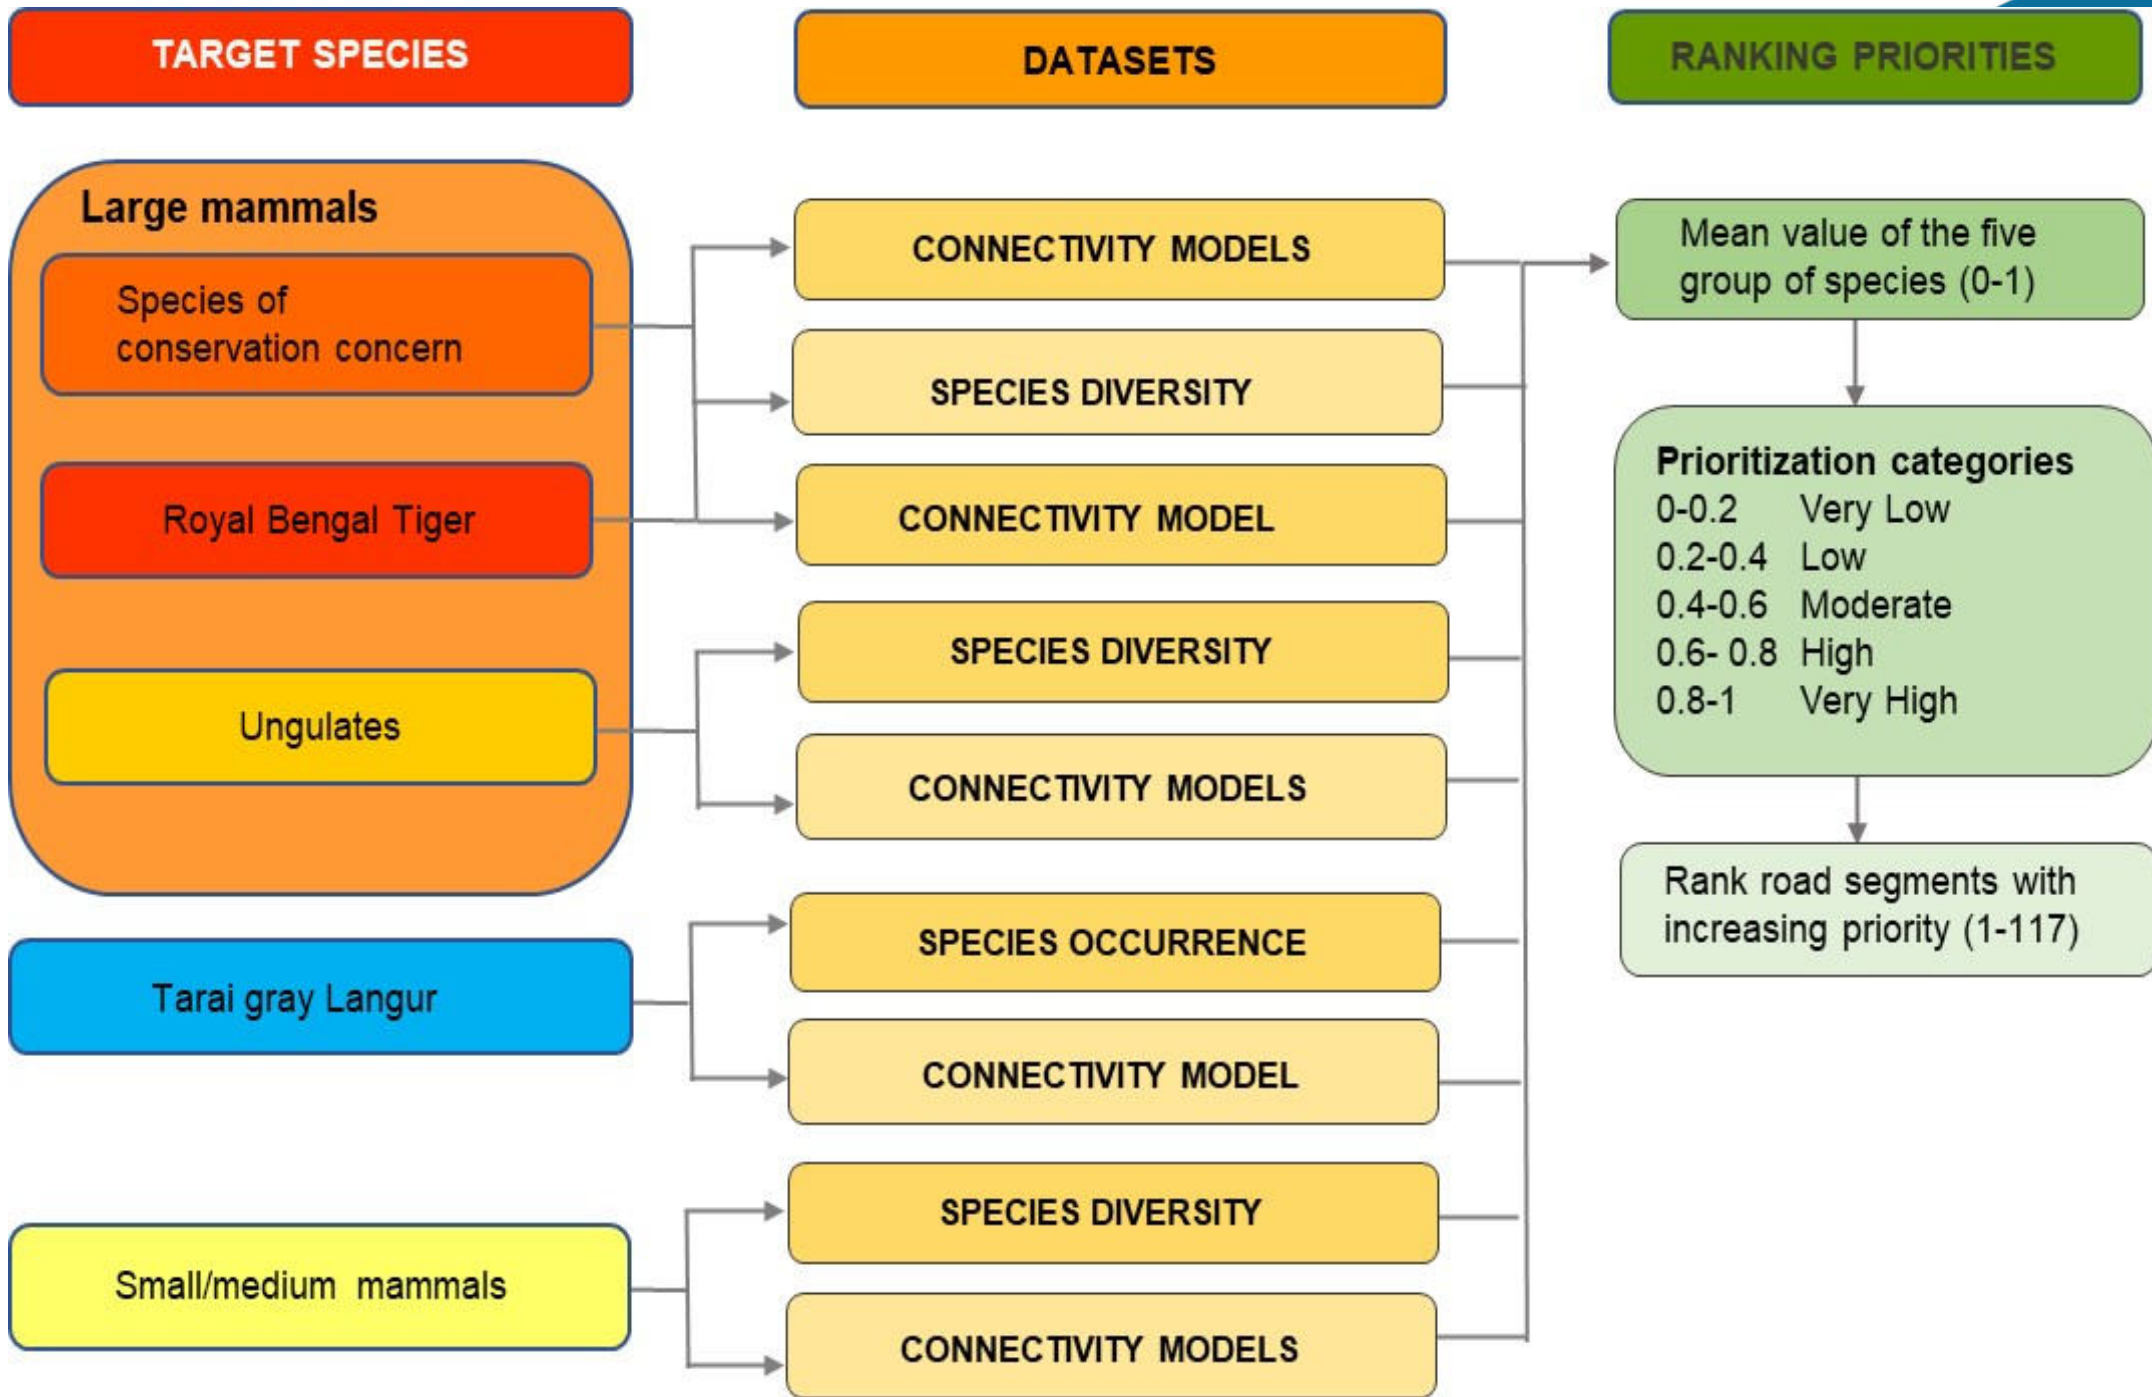 TARGET SPECIES
Large mammals
Species of
conservation concern
Royal Bengal Tiger
Ungulates
Tarai gray Langur
Small/medium mammals
DATASETS
CONNECTIVITY MODELS
SPECIES DIVERSITY
CONNECTIVITY MODEL
SPECIES DIVERSITY
CONNECTIVITY MODELS
SPECIES OCCURRENCE
CONNECTIVITY MODEL
SPECIES DIVERSITY
CONNECTIVITY MODELS
RANKING PRIORITIES
Mean value of the five
group of species (0-1)
Prioritization categories
0-0.2 Very Low
0.2-0.4 Low
0.4-0.6 Moderate
0.6- 0.8 High
0.8-1 Very High
Rank road segments with
increasing priority (1-117)